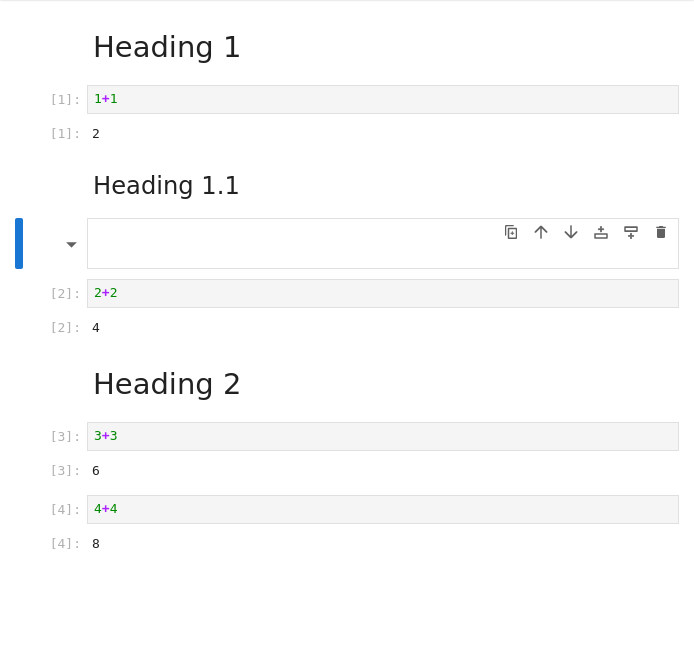 Heading 1
[1]: 1+1
[1]: 2
Heading 1.1
[2]: 2+2
[2]: 4
Heading 2
[3]: 3+3
[3]: 6
[4]: 4+4
[4]: 8